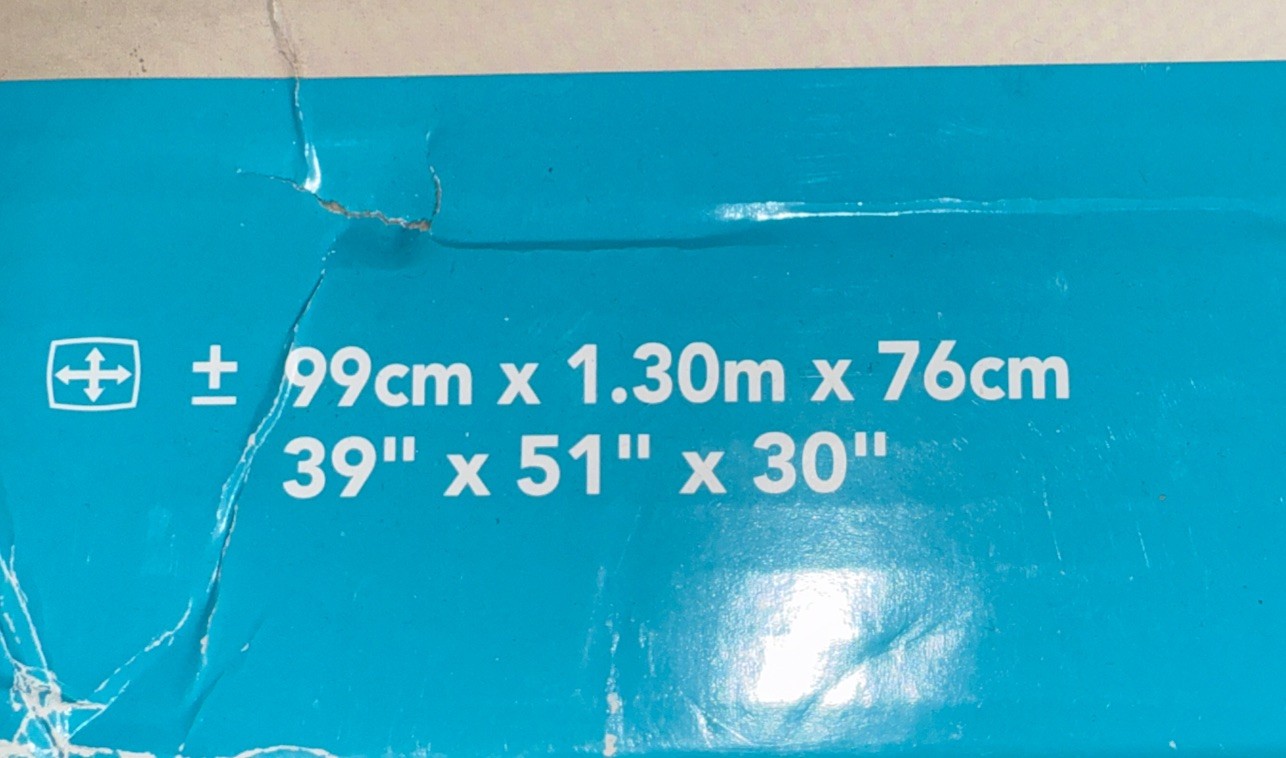 ± 99cm x 1.30m x 76cm
39" x 51" x 30"